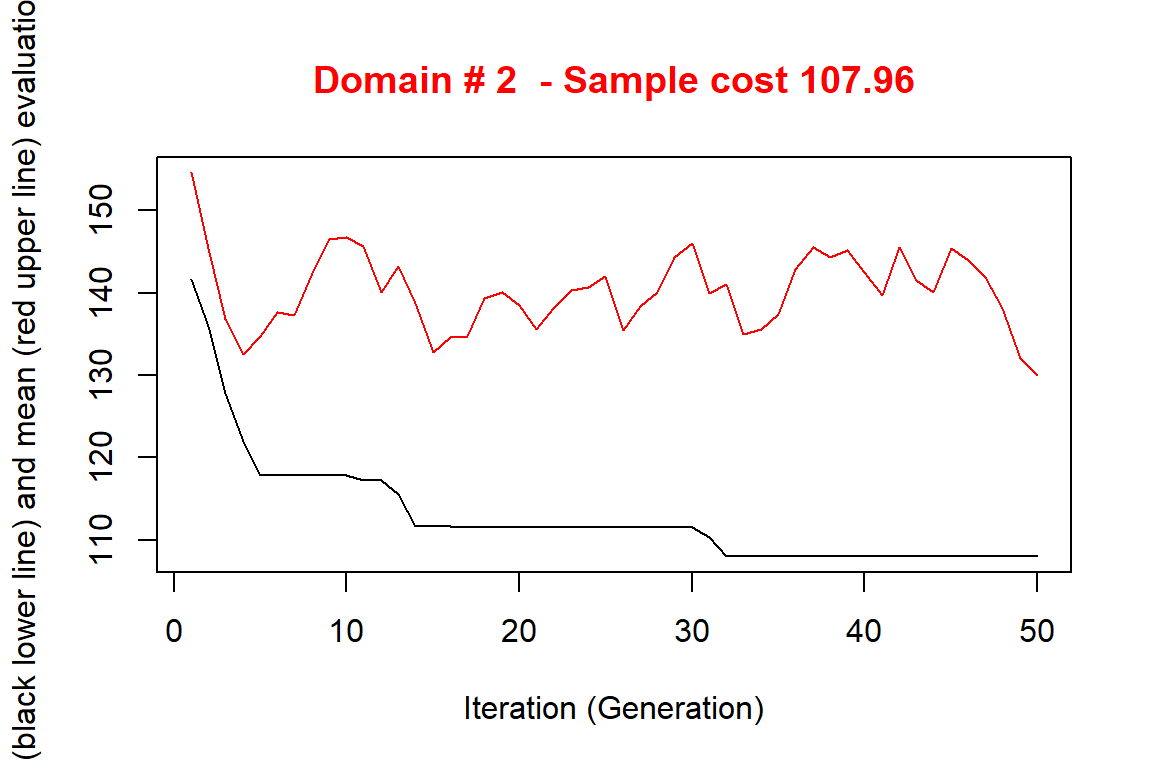 Domain # 2  - Sample cost 107.96
(black lower line) and mean (red upper line) evaluatio
150
140
130
120
110
0 10 20 30 40 50
Iteration (Generation)